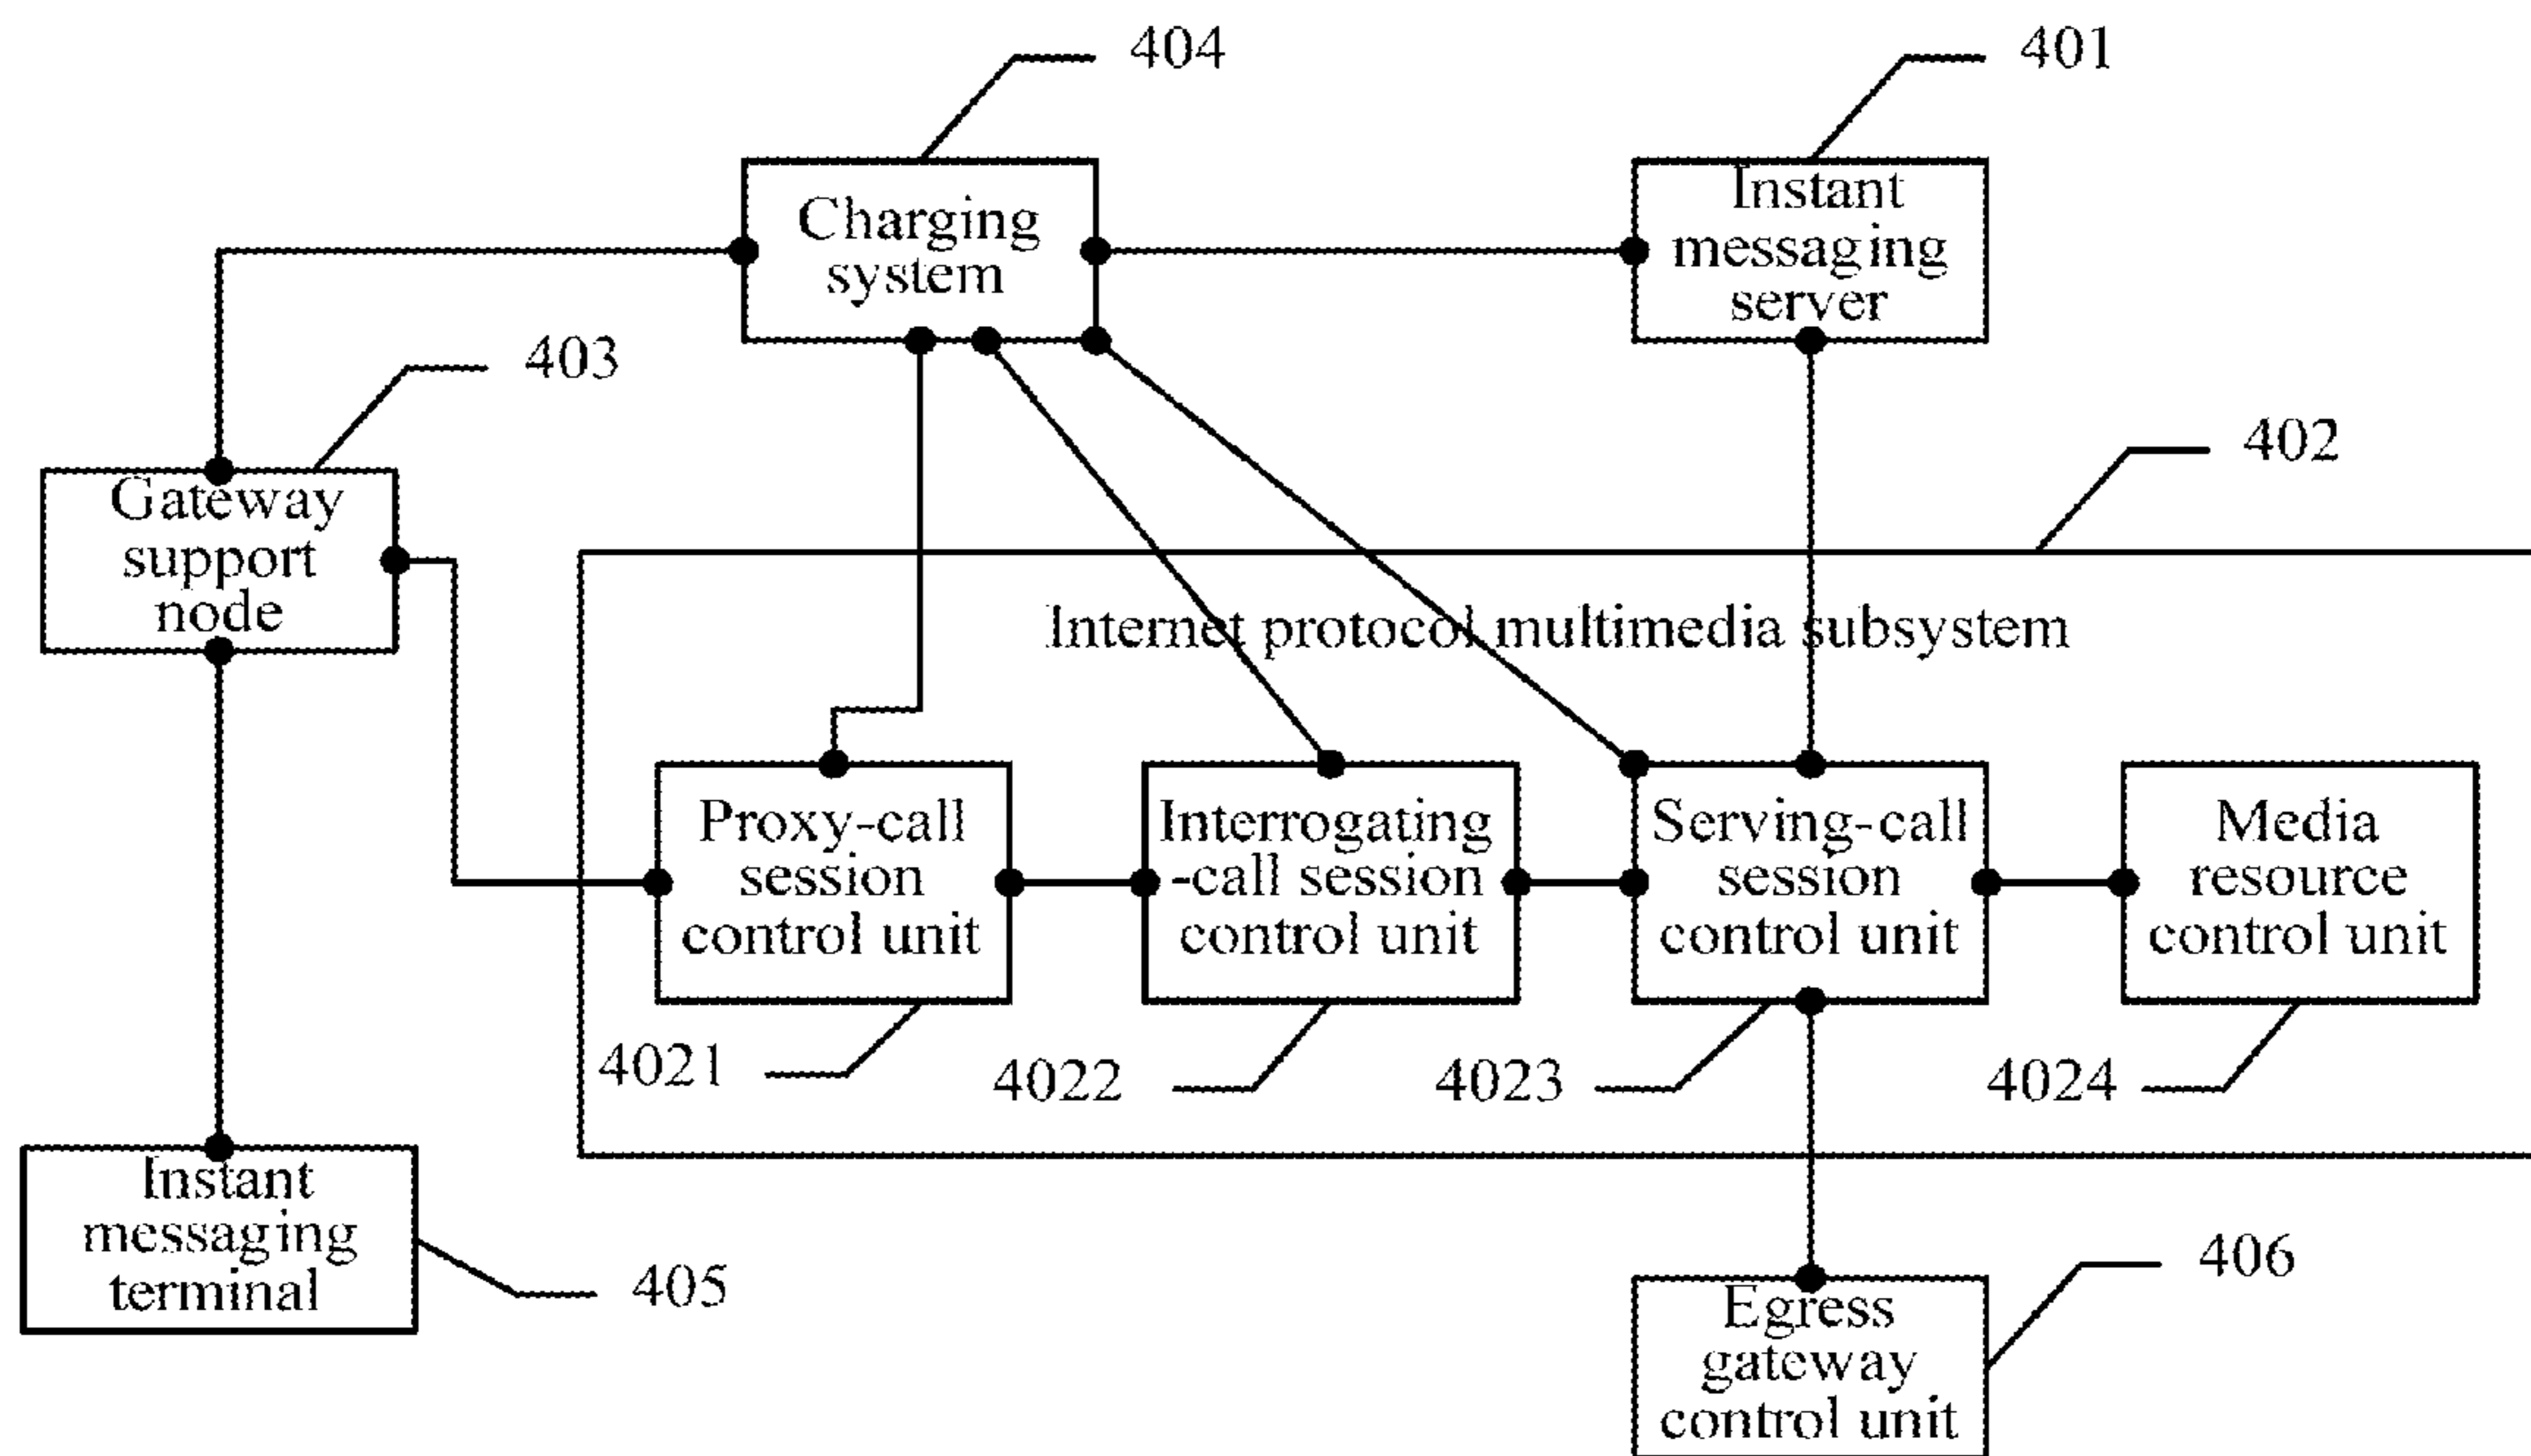 404
401
Charging
system
Instant
messaging
server
403
402
Gateway
support
node
Internet protocol multimedia subsystem
Proxy-call
session
control unit
Interrogating
-call session
control unit
Serving-call
session
control unit
Media
resource
control unit
4021
4022
4023
4024
Instant
messaging
terminal
405
406
Egress
gateway
control unit